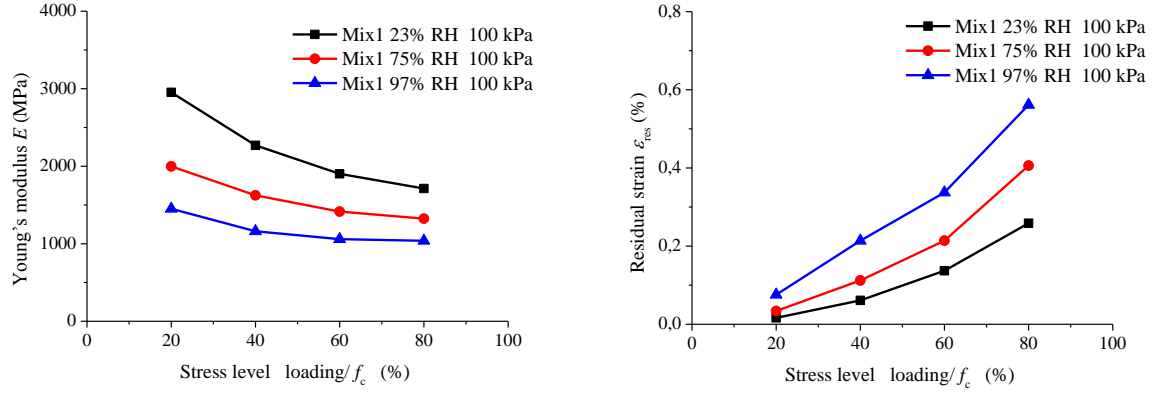 4000
3000
2000
1000
0
Young's modulus E (MPa)
Mix1 23% RH 100 kPa
Mix1 75% RH 100 kPa
Mix1 97% RH 100 kPa
0 20 40 60 80 100
Stress level loading/fc (%)
0,8
0,6
0,4
0,2
0,0
Residual strain εres (%)
Mix1 23% RH 100 kPa
Mix1 75% RH 100 kPa
Mix1 97% RH 100 kPa
0 20 40 60 80 100
Stress level loading/fc (%)